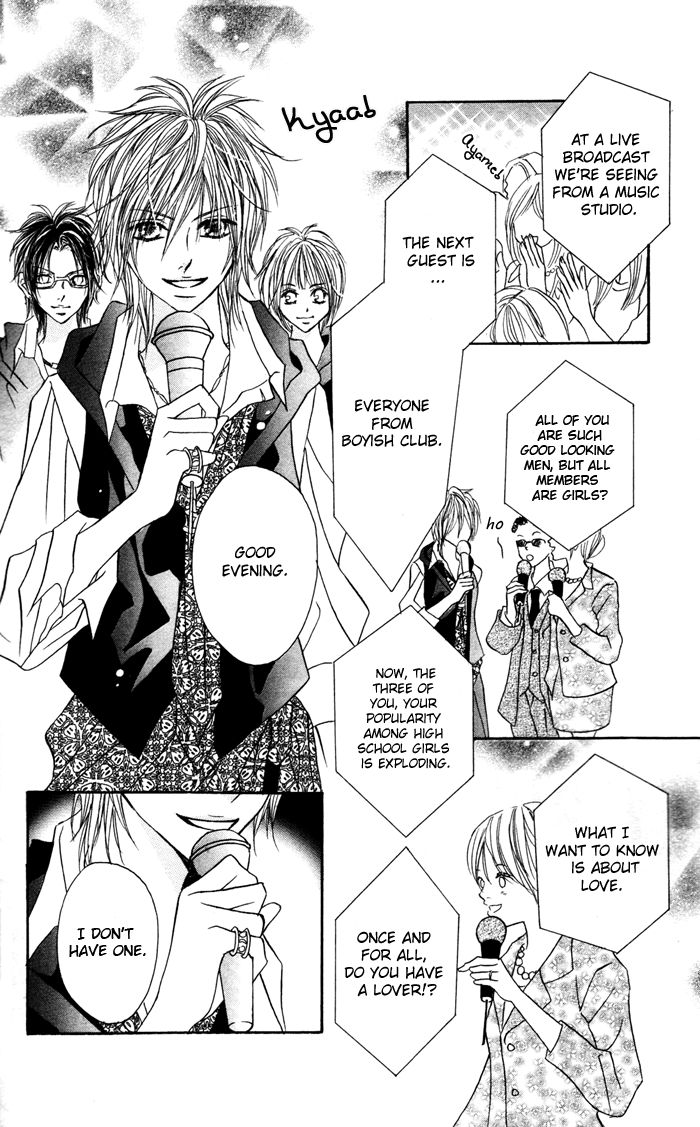 AT A LIVE
BROADCAST
WE'RE SEEING
FROM A MUSIC
STUDIO.
Kyaa!
THE NEXT
GUEST IS
...
EVERYONE
FROM
BOYISH CLUB.
ALL OF YOU
ARE SUCH
GOOD LOOKING
MEN, BUT ALL
MEMBERS
ARE GIRLS?
ho
GOOD
EVENING.
NOW, THE
THREE OF
YOU, YOUR
POPULARITY
AMONG HIGH
SCHOOL GIRLS
IS EXPLODING.
WHAT I
WANT TO KNOW
IS ABOUT
LOVE.
ONCE AND
FOR ALL,
DO YOU HAVE
A LOVER!?
I DON'T
HAVE ONE.